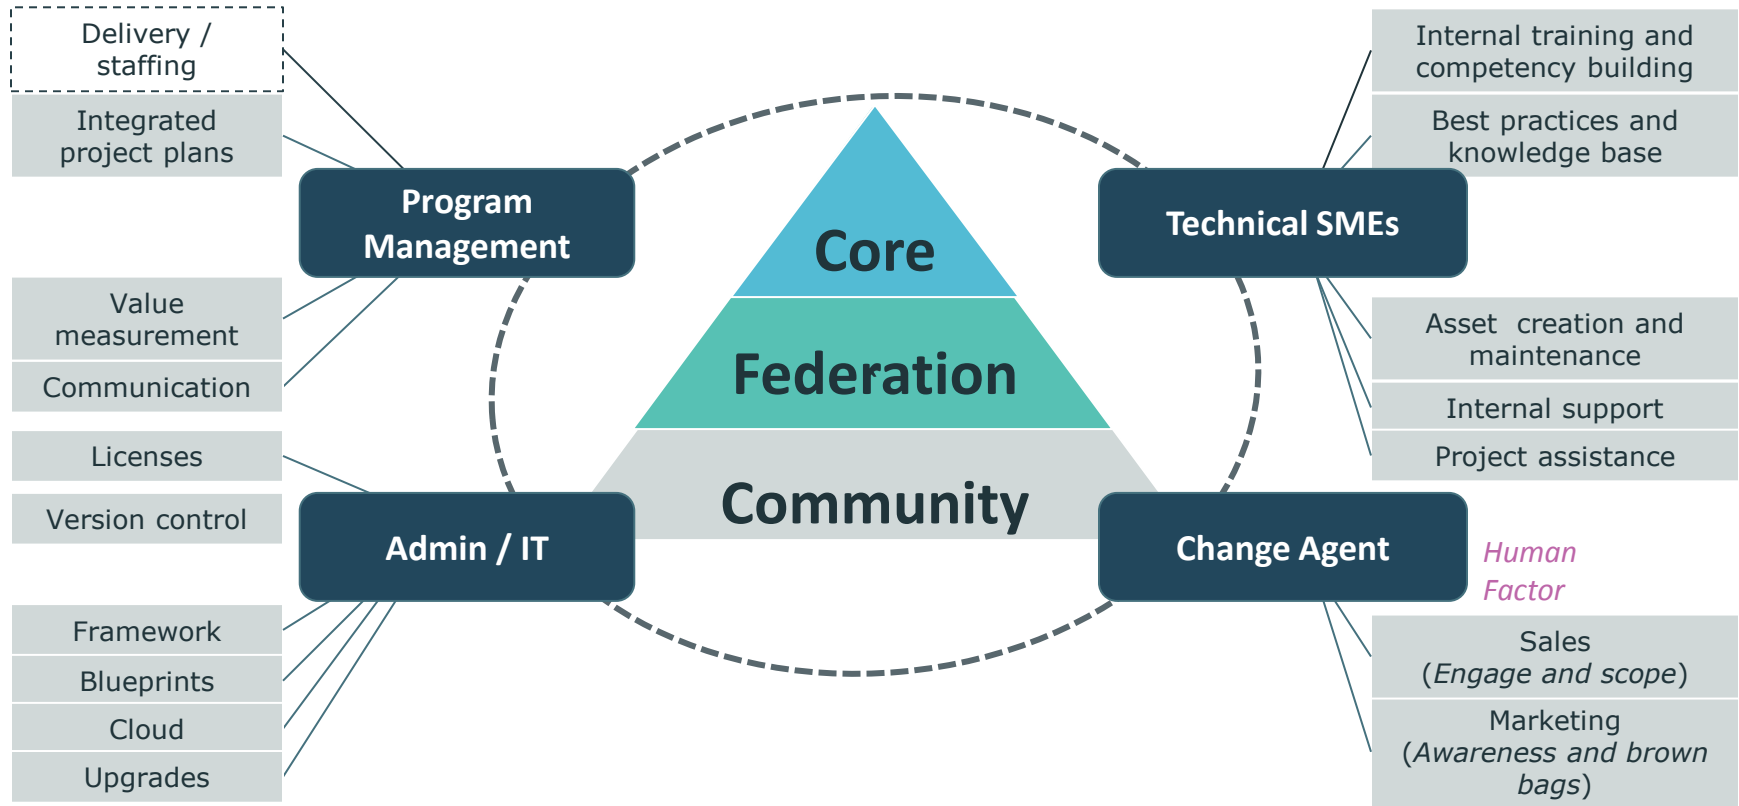 Delivery /
staffing
Integrated
project plans
Program
Management
Value
measurement
Communication
Licenses
Version control
Admin / IT
Framework
Blueprints
Cloud
Upgrades
Core
Federation
Community
Internal training and
competency building
Best practices and
knowledge base
Technical SMEs
Asset creation and
maintenance
Internal support
Project assistance
Change Agent
Human
Factor
Sales
(Engage and scope)
Marketing
(Awareness and brown
bags)